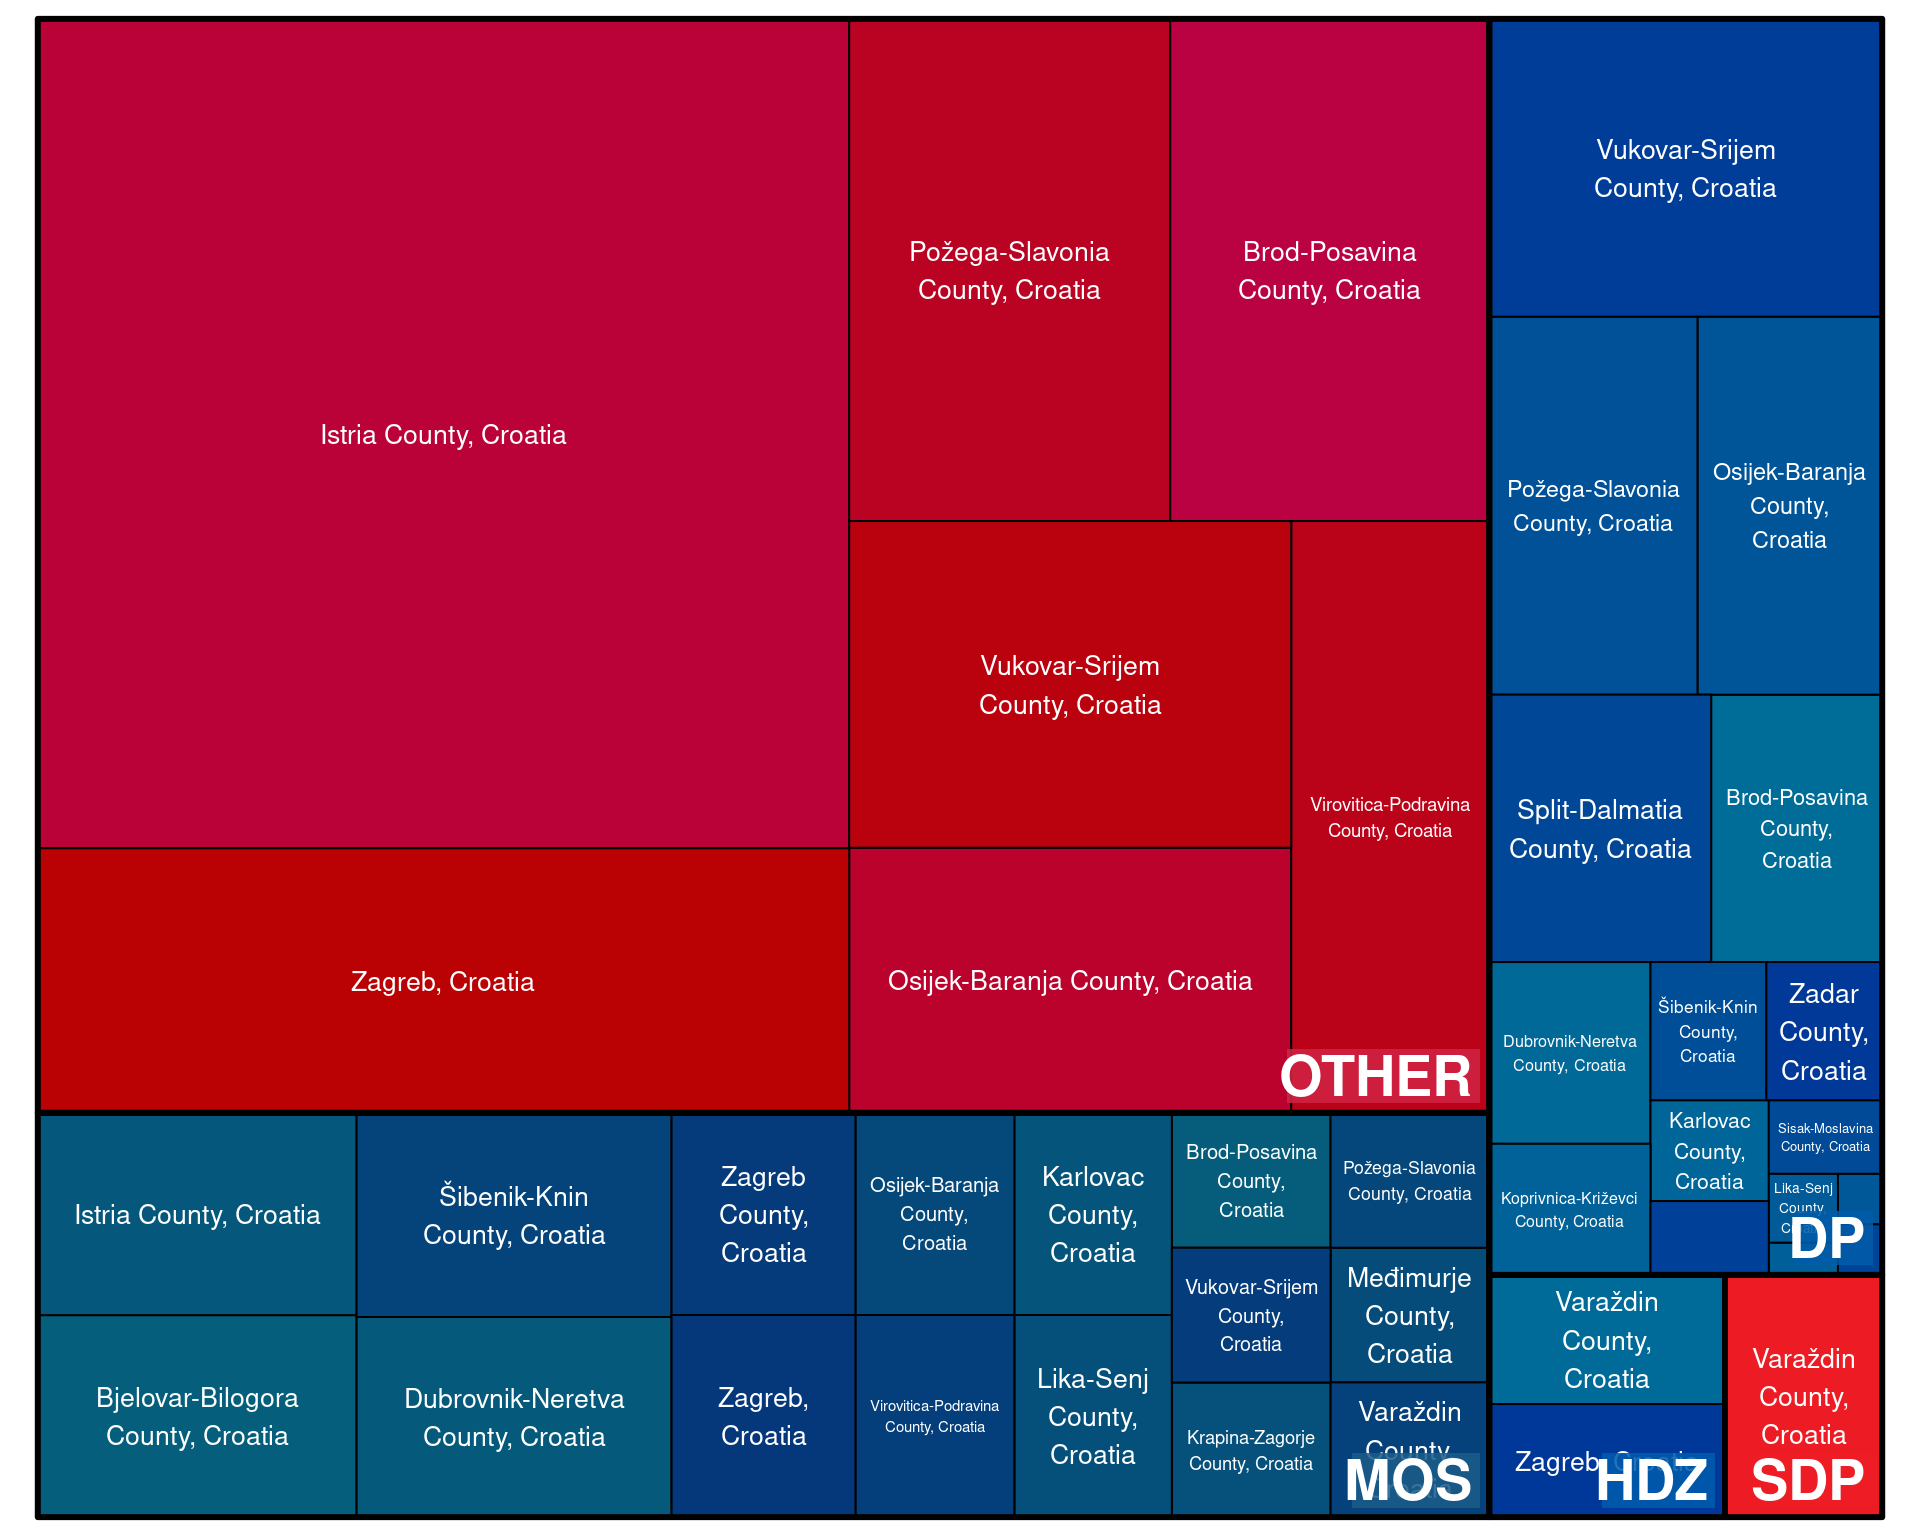 Istria County, Croatia
Požega-Slavonia
County, Croatia
Brod-Posavina
County, Croatia
Vukovar-Srijem
County, Croatia
Virovitica-Podravina
County, Croatia
Zagreb, Croatia
Osijek-Baranja County, Croatia
OTHER
Vukovar-Srijem
County, Croatia
Požega-Slavonia
County, Croatia
Osijek-Baranja
County,
Croatia
Split-Dalmatia
County, Croatia
Brod-Posavina
County,
Croatia
Dubrovnik-Neretva
County, Croatia
Šibenik-Knin
County,
Croatia
Zadar
County,
Croatia
Koprivnica-Križevci
County, Croatia
Karlovac
County,
Croatia
Sisak-Moslavina
County, Croatia
Lika-Senj
County
DP
Istria County, Croatia
Šibenik-Knin
County, Croatia
Zagreb
County,
Croatia
Osijek-Baranja
County,
Croatia
Karlovac
County,
Croatia
Brod-Posavina
County,
Croatia
Požega-Slavonia
County, Croatia
Bjelovar-Bilogora
County, Croatia
Dubrovnik-Neretva
County, Croatia
Zagreb,
Croatia
Virovitica-Podravina
County, Croatia
Lika-Senj
County,
Croatia
Vukovar-Srijem
County,
Croatia
Međimurje
County,
Croatia
Krapina-Zagorje
County, Croatia
Varaždin
County
MOS
Varaždin
County,
Croatia
Zagreb
HDZ
Varaždin
County,
Croatia
SDP